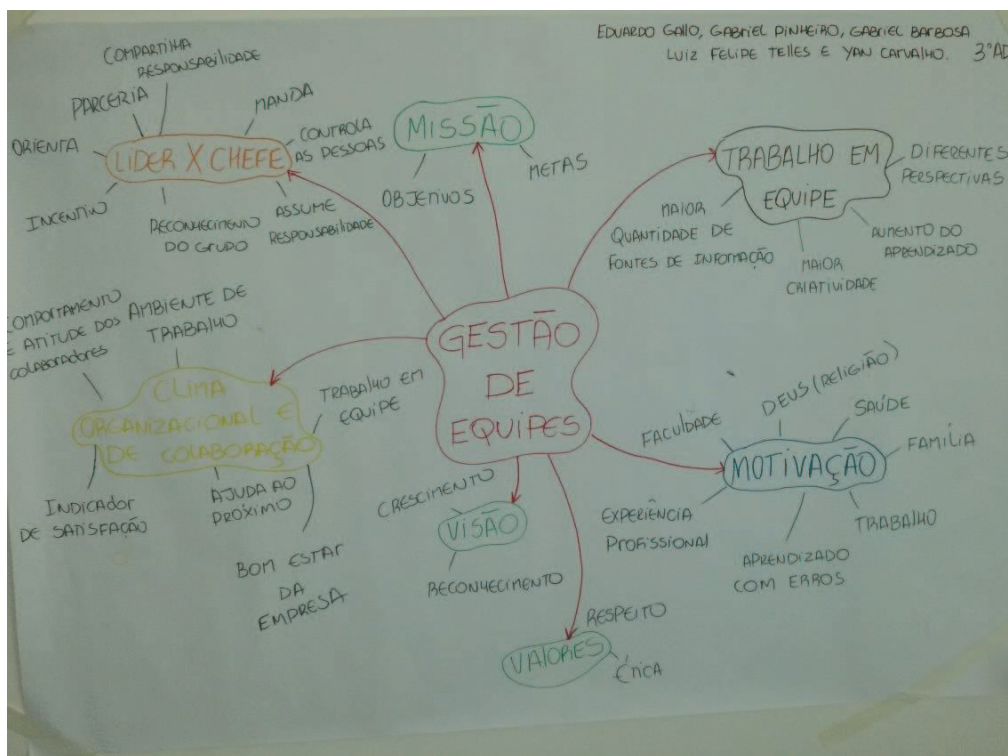 EDUARDO GALLO, GABRIEL PINHEIRO, GABRIEL BARBOSA
LUIZ FELIPE TELLES E YAN CARVALHO. 3ºAD
COMPARTILHA
RESPONSABILIDADE
PARCERIA
MANDA
ORIENTA
LÍDER X CHEFE
CONTROLA
AS PESSOAS
INCENTIVO
RECONHECIMENTO
DO GRUPO
ASSUME
RESPONSABILIDADE
MISSÃO
OBJETIVOS
METAS
TRABALHO EM
EQUIPE
DIFERENTES
PERSPECTIVAS
MAIOR
QUANTIDADE DE
FONTES DE INFORMAÇÃO
MAIOR
CRIATIVIDADE
AUMENTO DO
APRENDIZADO
GESTÃO
DE
EQUIPES
COMPORTAMENTO
E ATITUDE DOS
COLABORADORES
AMBIENTE DE
TRABALHO
CLIMA
ORGANIZACIONAL E
DE COLABORAÇÃO
TRABALHO EM
EQUIPE
INDICADOR
DE SATISFAÇÃO
AJUDA AO
PRÓXIMO
BOM ESTAR
DA
EMPRESA
CRESCIMENTO
VISÃO
RECONHECIMENTO
RESPEITO
VALORES
ÉTICA
FACULDADE
DEUS (RELIGIÃO)
SAÚDE
FAMÍLIA
MOTIVAÇÃO
EXPERIÊNCIA
PROFISSIONAL
APRENDIZADO
COM ERROS
TRABALHO